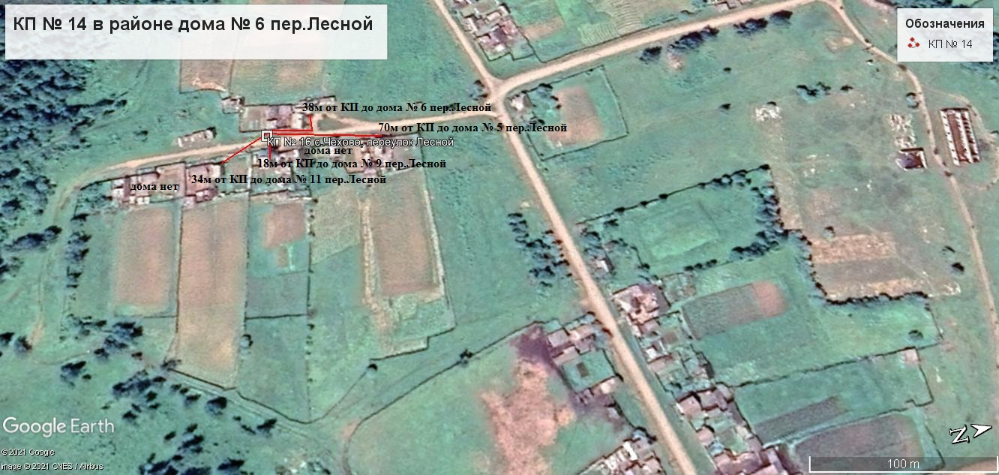 КП № 14 в районе дома № 6 пер.Лесной
Обозначения
КП № 14
38м от КП до дома № 6 пер..Лесной
70м от КП до дома № 5 пер..Лесной
КП № 16 с.Чехово, переулок Лесной
дома нет
18м от КП до дома № 9 пер..Лесной
34м от КП до дома № 11 пер..Лесной
дома нет
Google Earth
©2021 Google
Image © 2021 CNES / Airbus
N
100 m